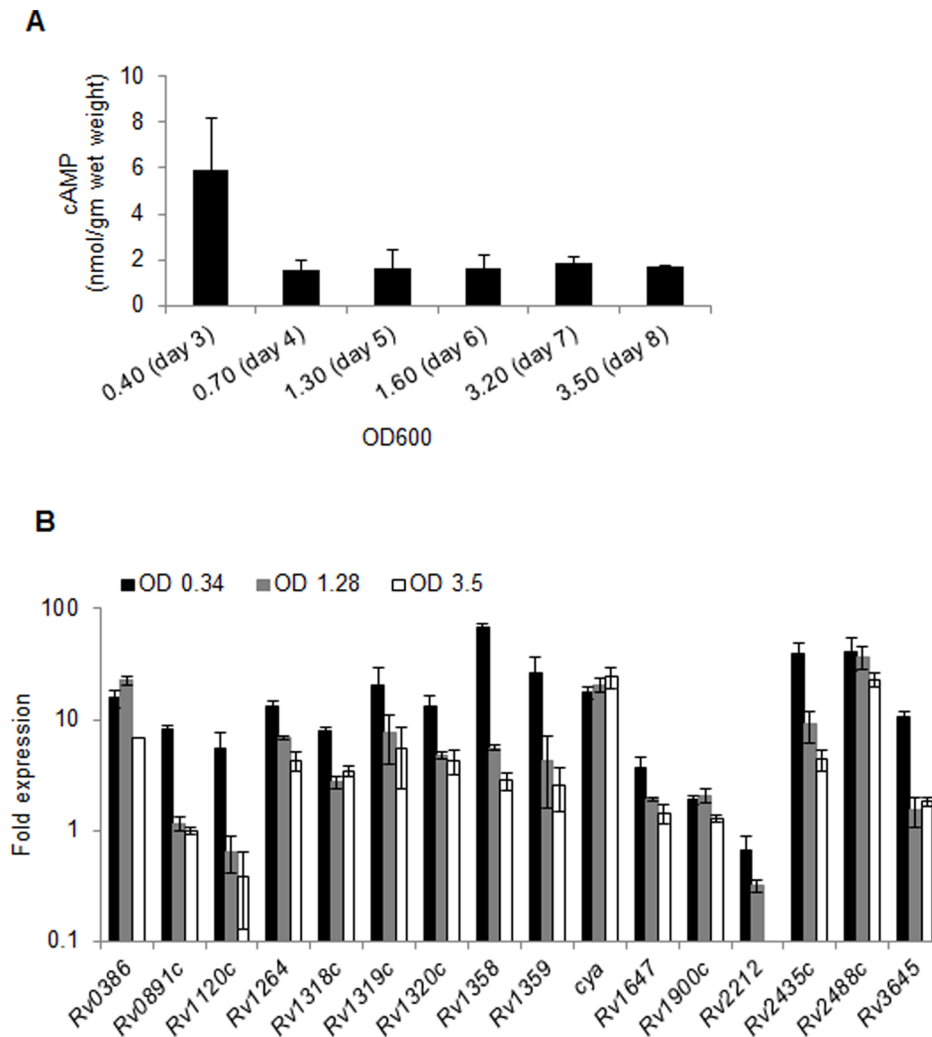 A
10
8
6
4
2
0
cAMP
(nmol/gm wet weight)
0.40 (day 3)
0.70 (day 4)
1.30 (day 5)
1.60 (day 6)
3.20 (day 7)
3.50 (day 8)
OD600
B
OD 0.34 OD 1.28 OD 3.5
100
10
1
0.1
Fold expression
Rv0386
Rv0891c
Rv1120c
Rv1264
Rv1318c
Rv1319c
Rv1320c
Rv1358
Rv1359
cya
Rv1647
Rv1900c
Rv2212
Rv2435c
Rv2488c
Rv3645